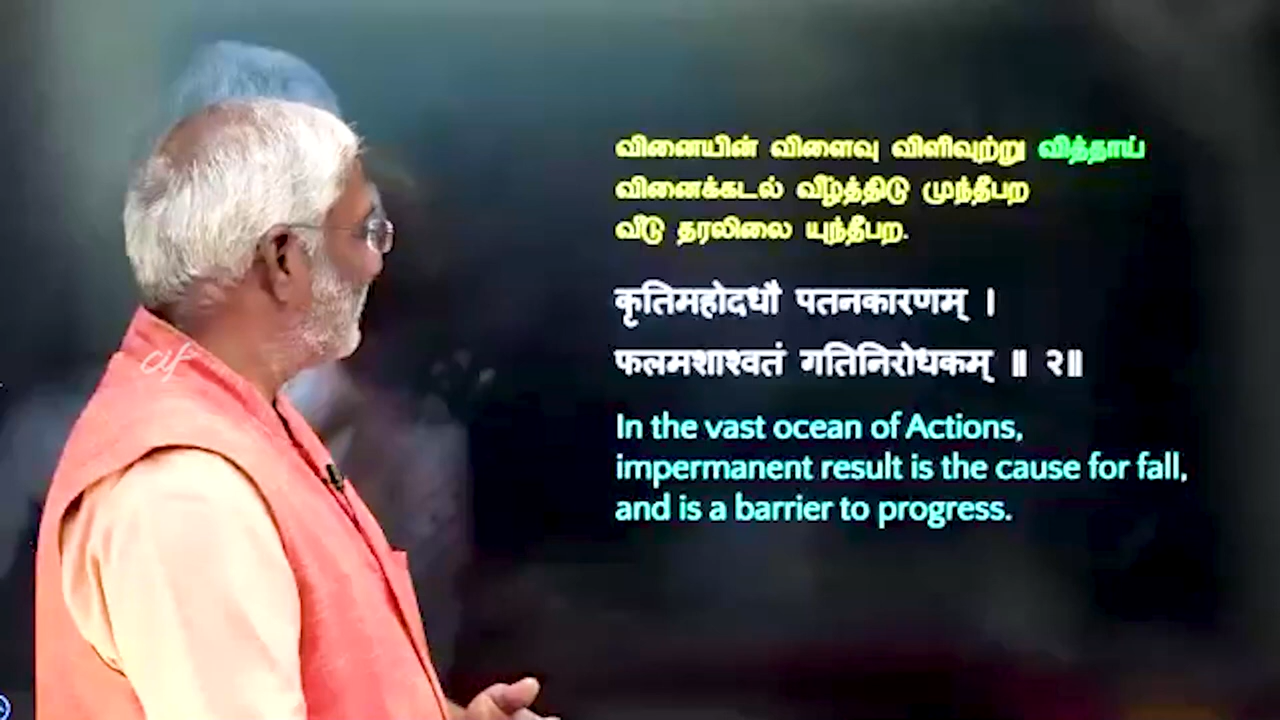 வினையின் விளைவு விளிவுற்று வித்தாய்
வினைக்கடல் வீழ்த்திடு முந்தீபற
வீடு தரலிலை யுந்தீபற.
कृतिमहोदधौ पतनकारणम् ।
फलमशाश्वतं गतिनिरोधकम् ॥ २॥
In the vast ocean of Actions,
impermanent result is the cause for fall,
and is a barrier to progress.